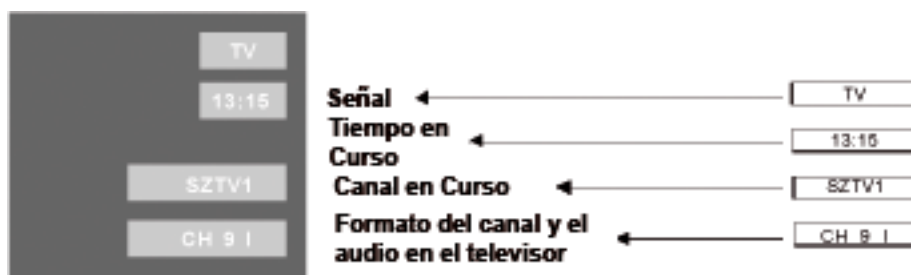 TV
13:15
SZTV1
CH 9 I
Señal
Tiempo en
Curso
Canal en Curso
Formato del canal y el
audio en el televisor
TV
13:15
SZTV1
CH 9 I